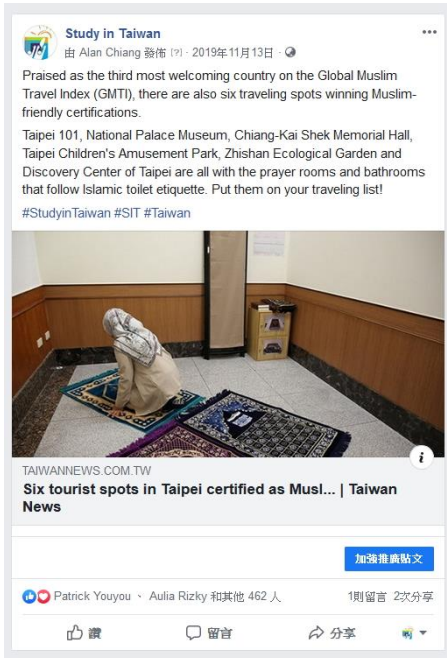 Study in Taiwan
由 Alan Chiang 發佈 [?] · 2019年11月13日 ·
Praised as the third most welcoming country on the Global Muslim
Travel Index (GMTI), there are also six traveling spots winning Muslim-
friendly certifications.
Taipei 101, National Palace Museum, Chiang-Kai Shek Memorial Hall,
Taipei Children's Amusement Park, Zhishan Ecological Garden and
Discovery Center of Taipei are all with the prayer rooms and bathrooms
that follow Islamic toilet etiquette. Put them on your traveling list!
#StudyinTaiwan #SIT #Taiwan
TAIWANNEWS.COM.TW
Six tourist spots in Taipei certified as Musl... | Taiwan
News
加強推廣貼文
Patrick Youyou、Aulia Rizky 和其他 462 人
1則留言 2次分享
讚 留言 分享